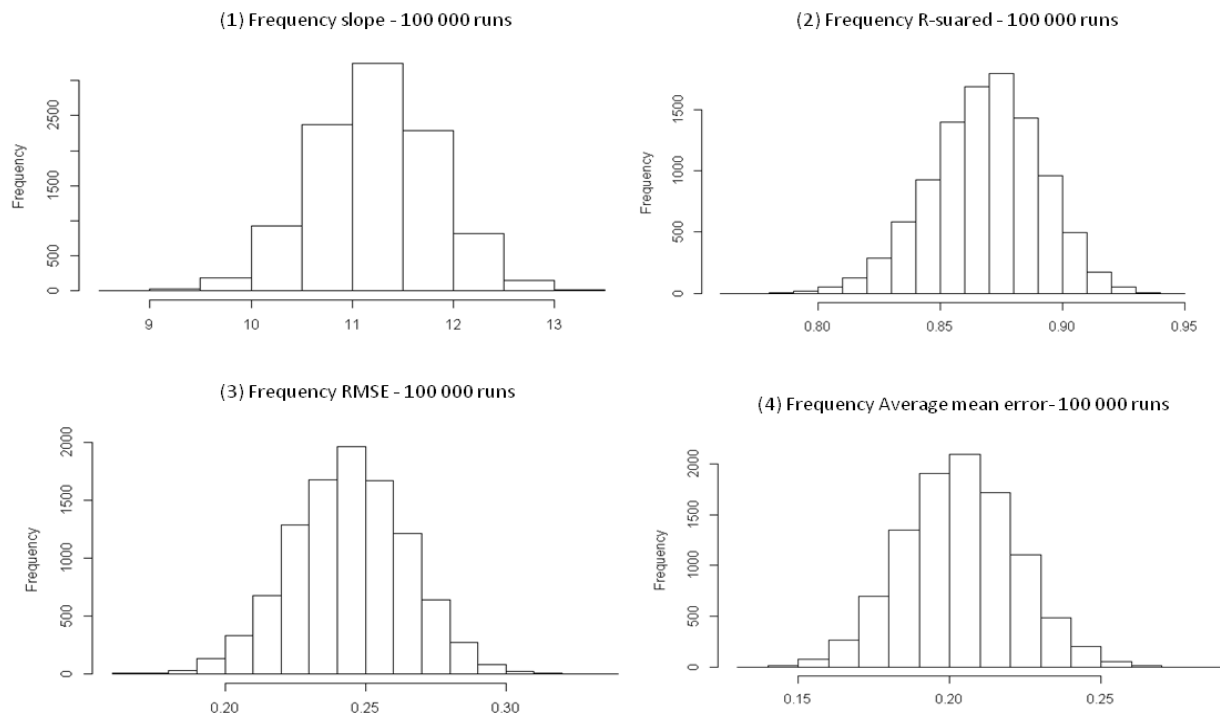 (1) Frequency slope - 100 000 runs
Frequency
500
1500
2500
9 10 11 12 13
(2) Frequency R-suared - 100 000 runs
Frequency
0
500
1000
1500
0.80 0.85 0.90 0.95
(3) Frequency RMSE - 100 000 runs
Frequency
0
500
1000
1500
2000
0.20 0.25 0.30
(4) Frequency Average mean error- 100 000 runs
Frequency
0
500
1000
1500
2000
0.15 0.20 0.25